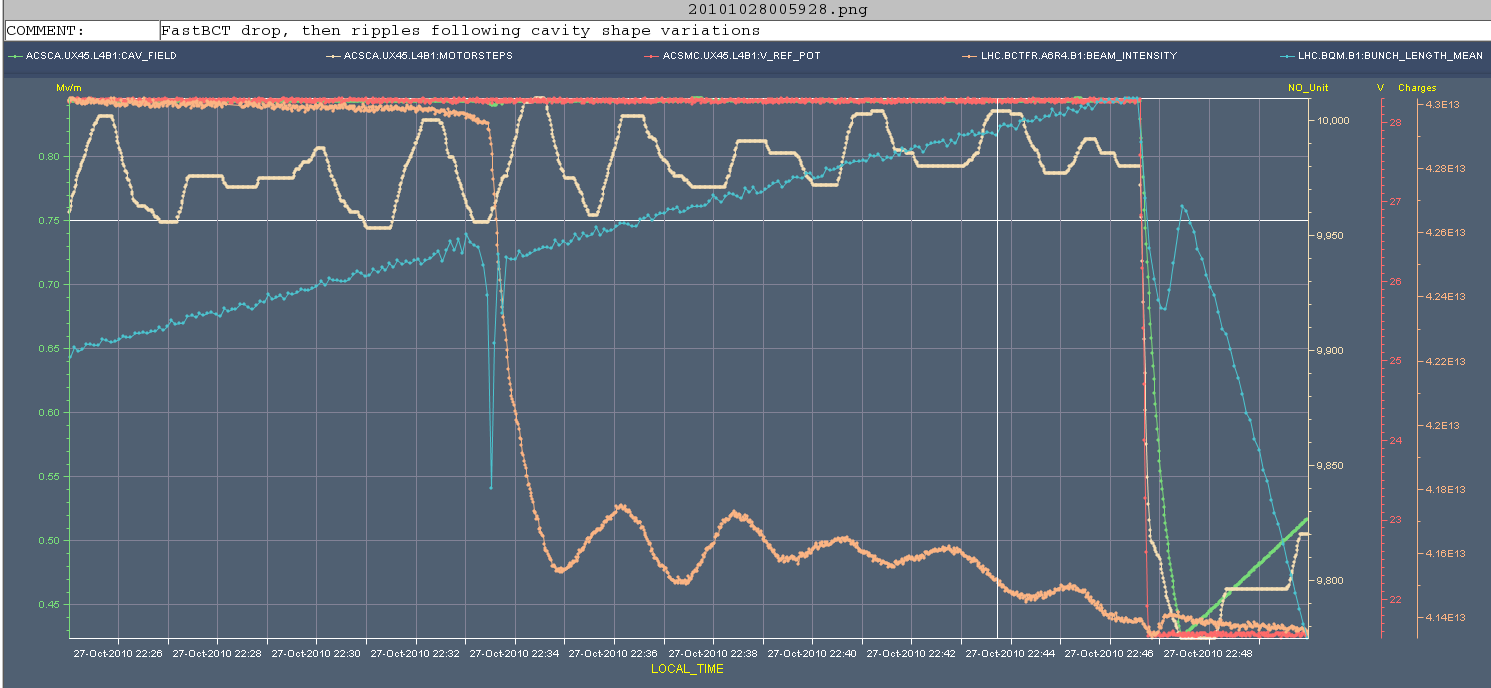 20101028005928.png
COMMENT: FastBCT drop, then ripples following cavity shape variations
ACSCA.UX45.L4B1:CAV_FIELD ACSCA.UX45.L4B1:MOTORSTEPS ACSMC.UX45.L4B1:V_REF_POT LHC.BCTFR.A6R4.B1:BEAM_INTENSITY LHC.BQM.B1:BUNCH_LENGTH_MEAN
Mv/m NO_Unit V Charges
0.80
0.75
0.70
0.65
0.60
0.55
0.50
0.45
10,000
9,950
9,900
9,850
9,800
28
27
26
25
24
23
22
4.3E13
4.28E13
4.26E13
4.24E13
4.22E13
4.2E13
4.18E13
4.16E13
4.14E13
27-Oct-2010 22:26 27-Oct-2010 22:28 27-Oct-2010 22:30 27-Oct-2010 22:32 27-Oct-2010 22:34 27-Oct-2010 22:36 27-Oct-2010 22:38 27-Oct-2010 22:40 27-Oct-2010 22:42 27-Oct-2010 22:44 27-Oct-2010 22:46 27-Oct-2010 22:48
LOCAL_TIME